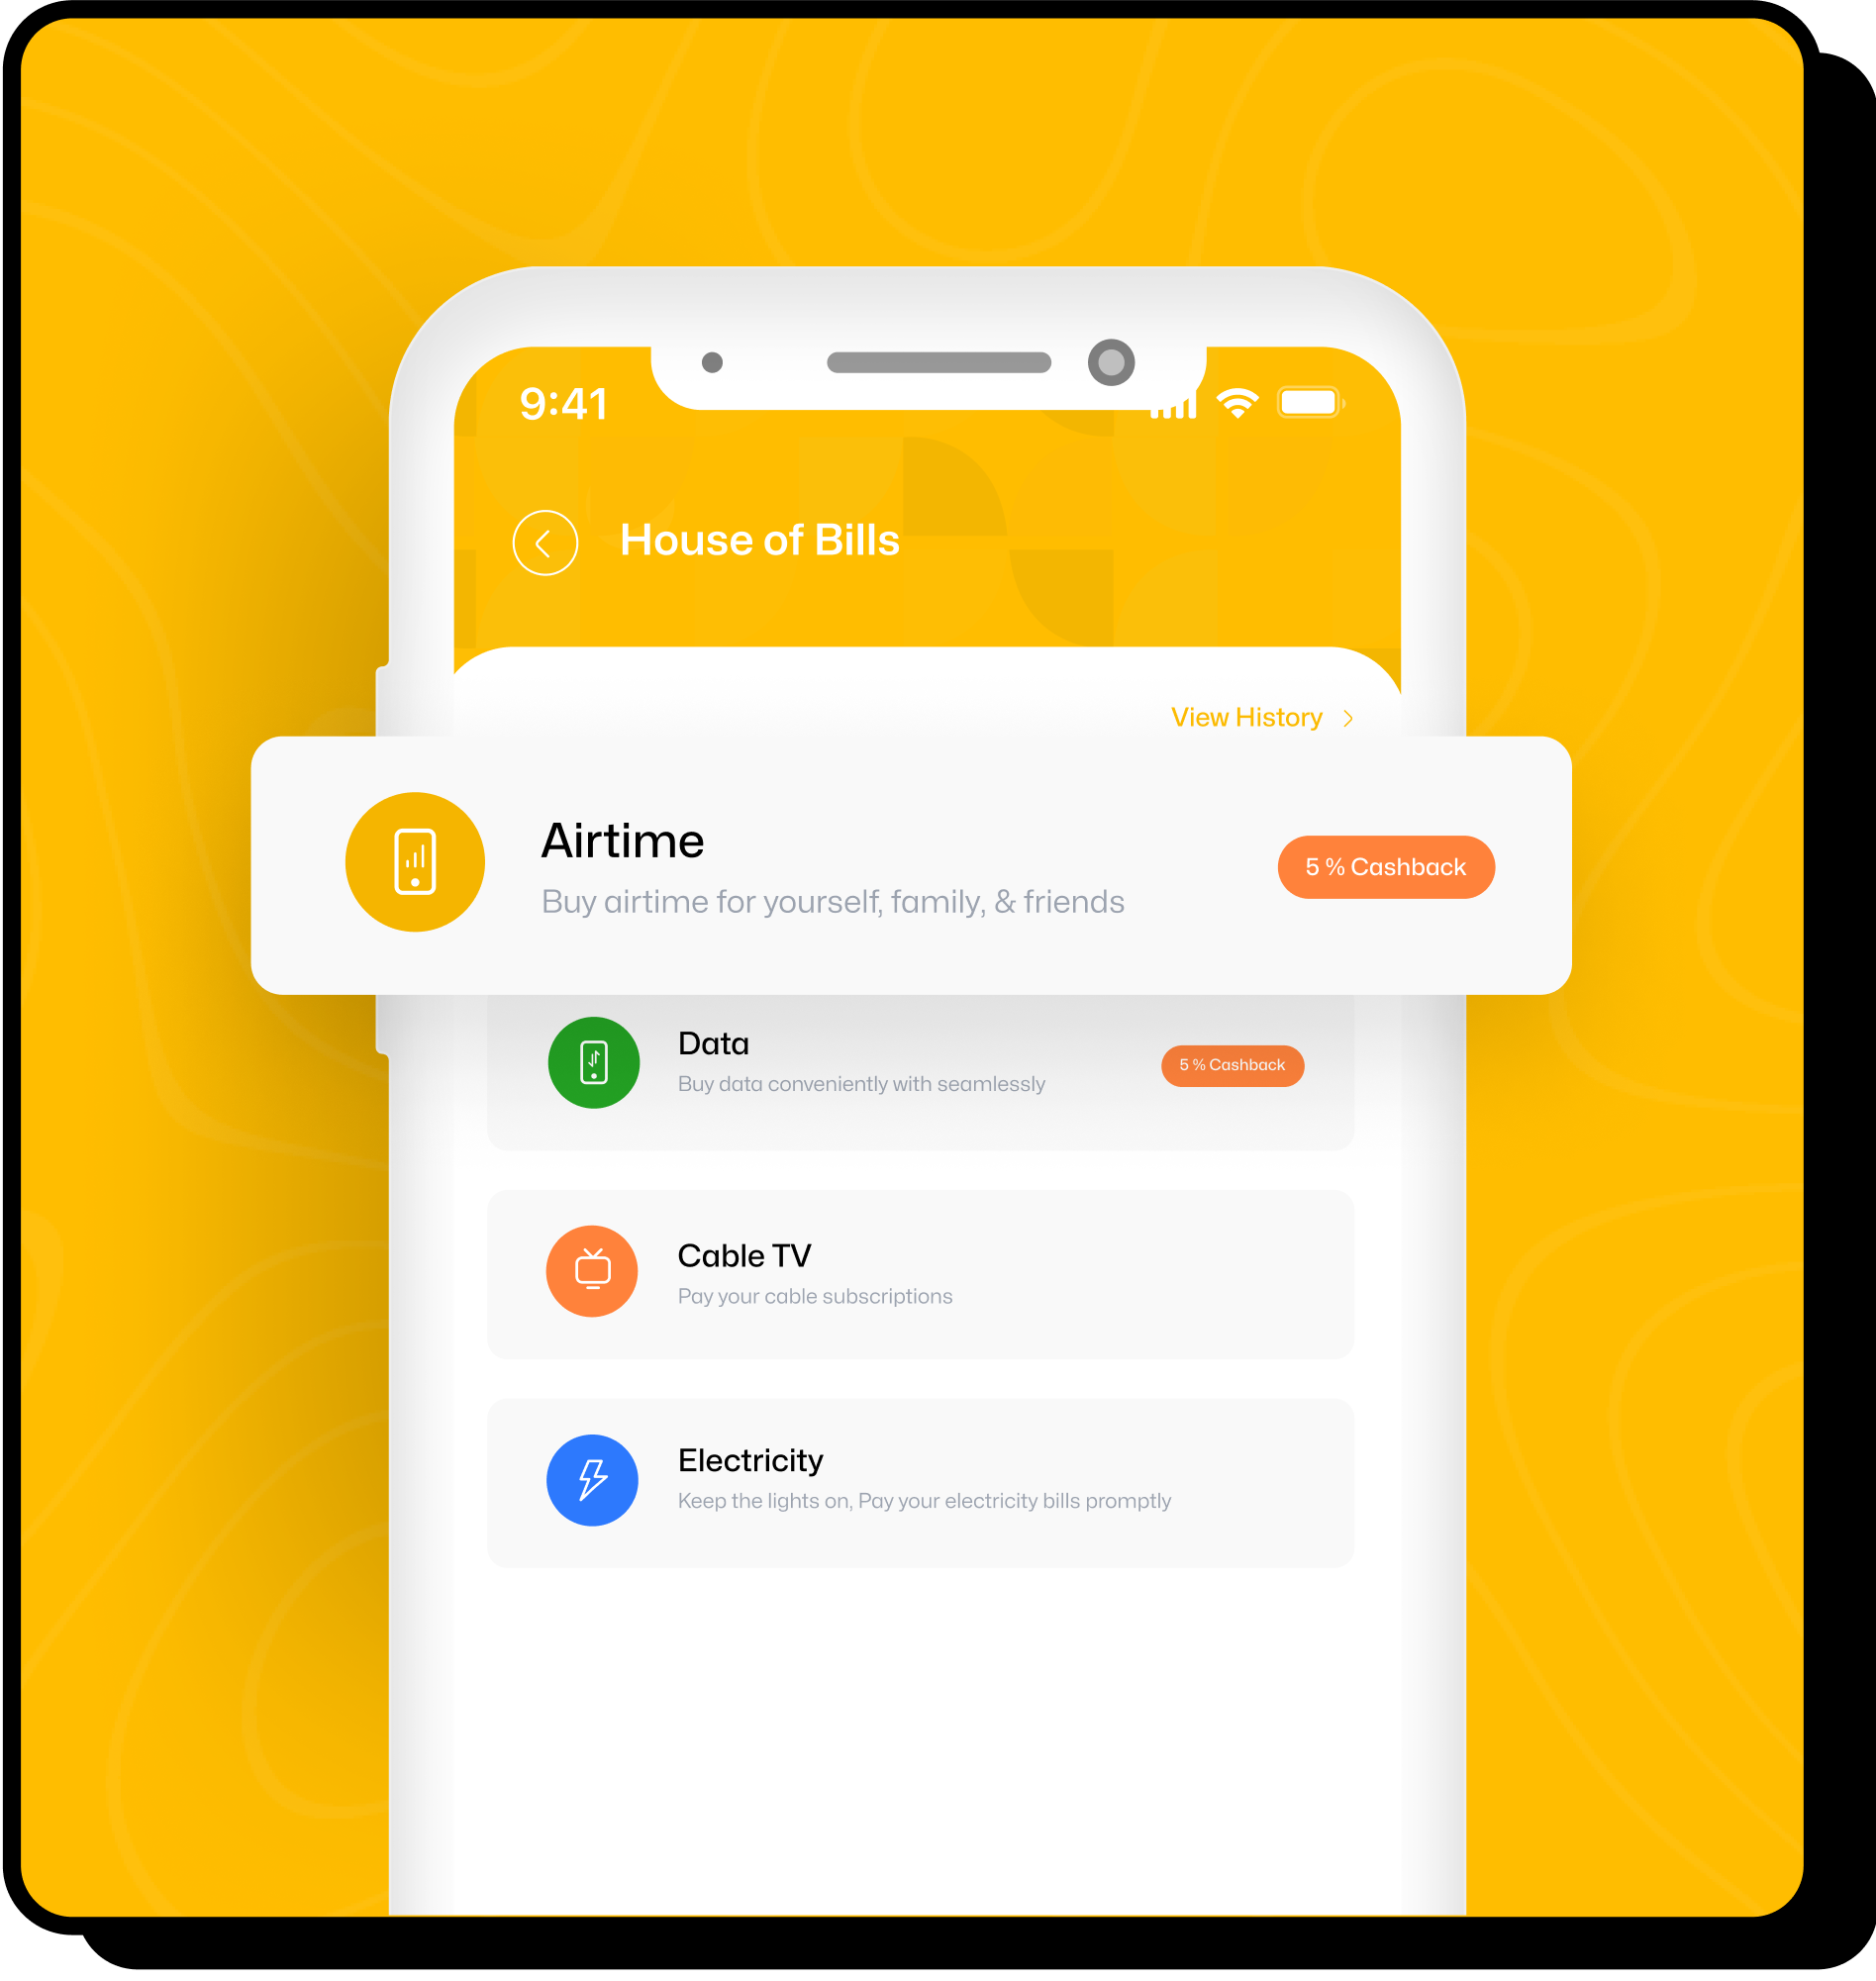 9:41
House of Bills
View History
Airtime
Buy airtime for yourself, family, & friends
5 % Cashback
Data
Buy data conveniently with seamlessly
5 % Cashback
Cable TV
Pay your cable subscriptions
Electricity
Keep the lights on, Pay your electricity bills promptly